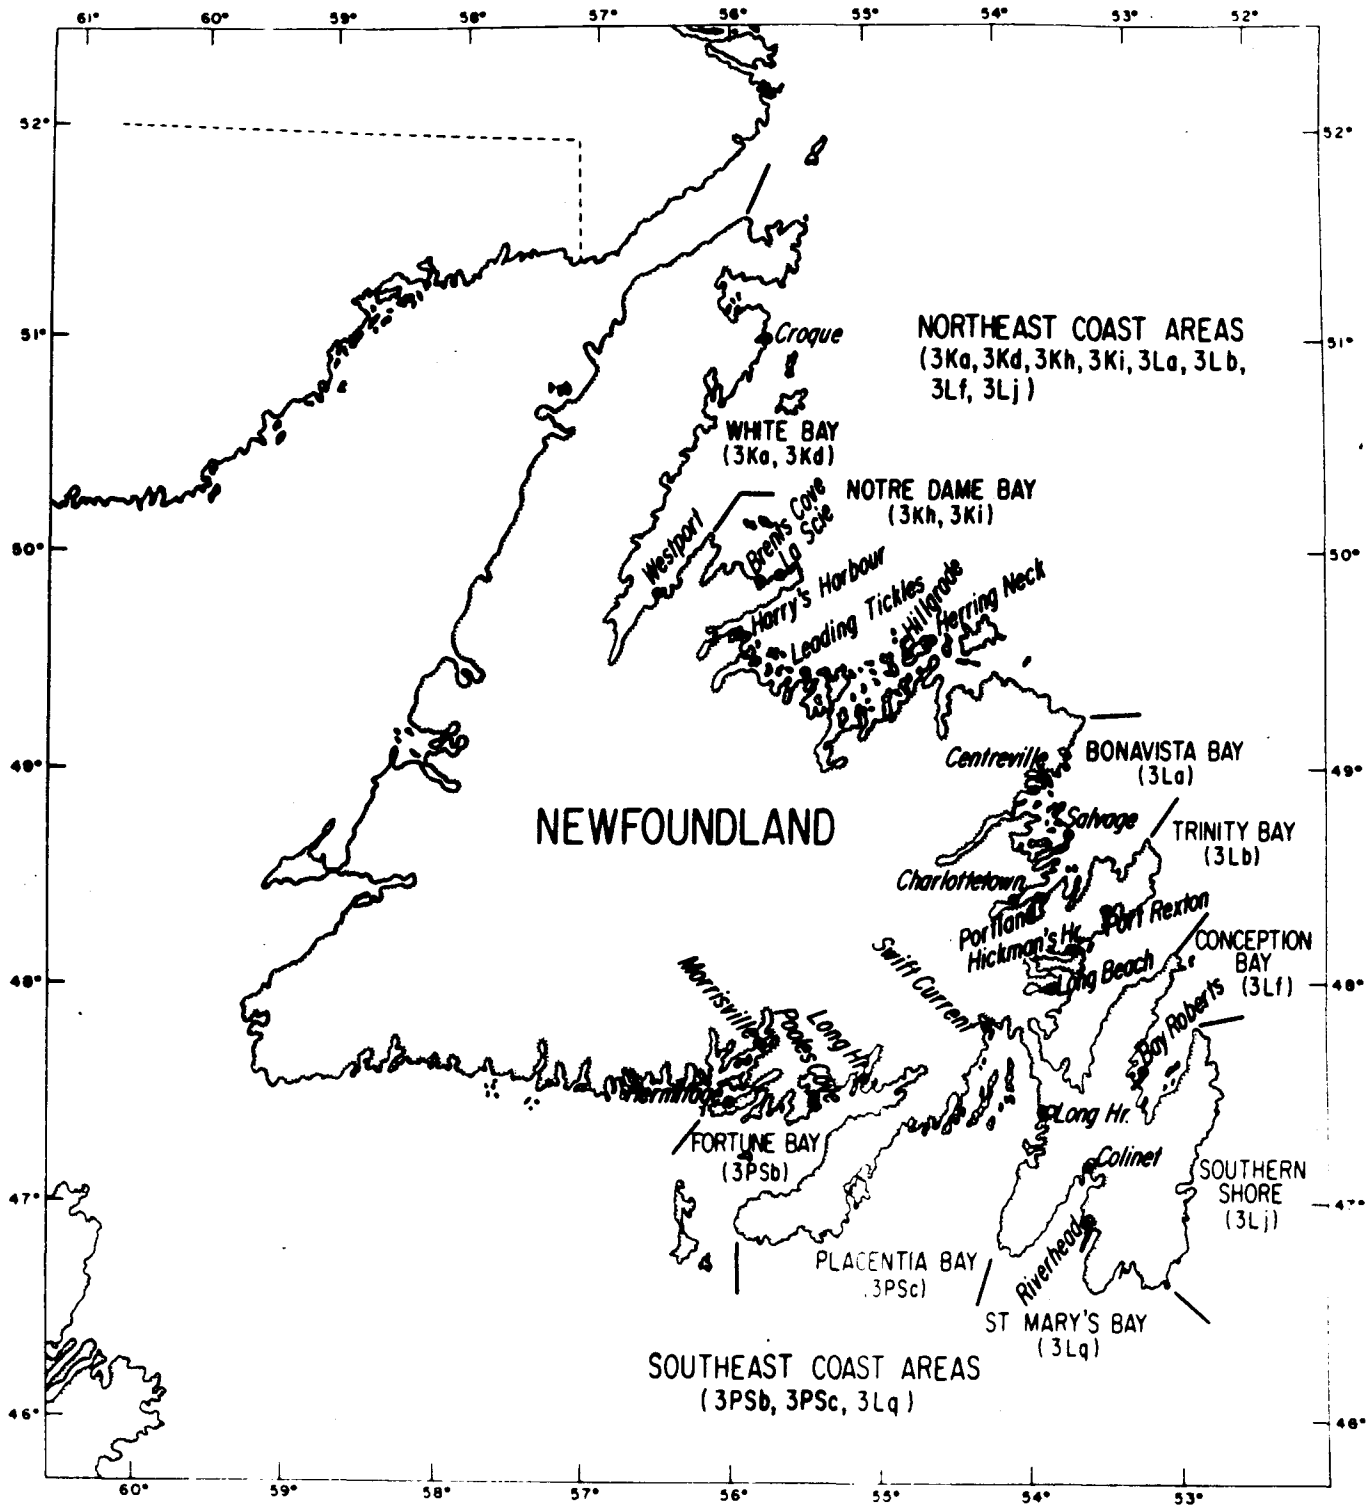 61° 60° 59° 58° 57° 56° 55° 54° 53° 52°
52° 52°
51° 51°
Croque
NORTHEAST COAST AREAS
(3Ka, 3Kd, 3Kh, 3Ki, 3La, 3Lb,
3Lf, 3Lj)
WHITE BAY
(3Ka, 3Kd)
NOTRE DAME BAY
(3Kh, 3Ki)
50° 50°
Westport
Brent's Cove
La Scie
Harry's Harbour
Leading Tickles
Hillgrade
Herring Neck
49° 49°
Centreville
BONAVISTA BAY
(3La)
NEWFOUNDLAND
Salvage
TRINITY BAY
(3Lb)
Charlottetown
Portland
Port Rexton
Hickman's Hr.
CONCEPTION
BAY
(3Lf)
48° 48°
Swift Current
Long Beach
Bay Roberts
Morrisville
Pooles Cove
Long Hr.
Hermitage
Long Hr.
FORTUNE BAY
(3PSb)
Colinet
SOUTHERN
SHORE
(3Lj)
47° 47°
Riverhead
PLACENTIA BAY
3PSc)
ST MARY'S BAY
(3Lq)
SOUTHEAST COAST AREAS
(3PSb, 3PSc, 3Lq)
46° 46°
60° 59° 58° 57° 56° 55° 54° 53°